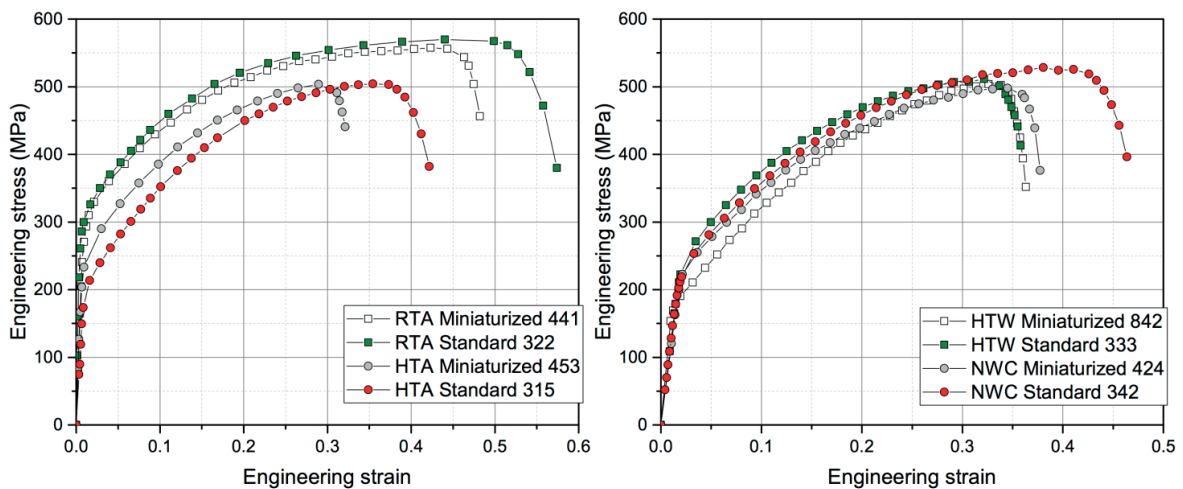 600
500
400
300
200
100
0
Engineering stress (MPa)
RTA Miniaturized 441
RTA Standard 322
HTA Miniaturized 453
HTA Standard 315
0.0
0.1
0.2
0.3
0.4
0.5
0.6
Engineering strain
600
500
400
300
200
100
0
Engineering stress (MPa)
HTW Miniaturized 842
HTW Standard 333
NWC Miniaturized 424
NWC Standard 342
0.0
0.1
0.2
0.3
0.4
0.5
Engineering strain